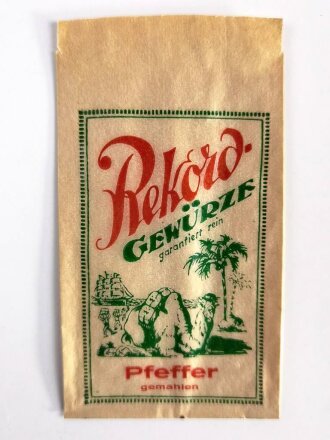 Rekord-
GEWÜRZE
garantiert rein
Pfeffer
gemahlen